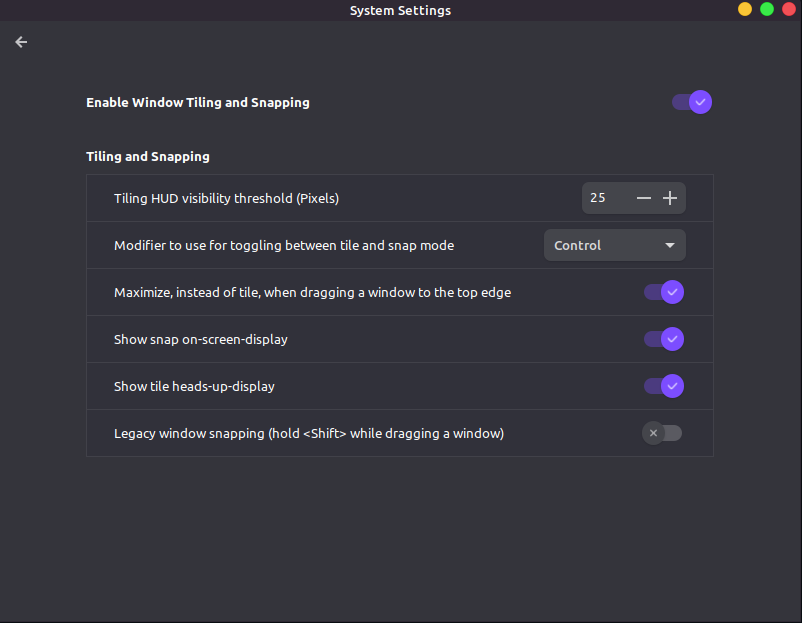 System Settings
Enable Window Tiling and Snapping
Tiling and Snapping
Tiling HUD visibility threshold (Pixels) 25
Modifier to use for toggling between tile and snap mode Control
Maximize, instead of tile, when dragging a window to the top edge
Show snap on-screen-display
Show tile heads-up-display
Legacy window snapping (hold <Shift> while dragging a window)